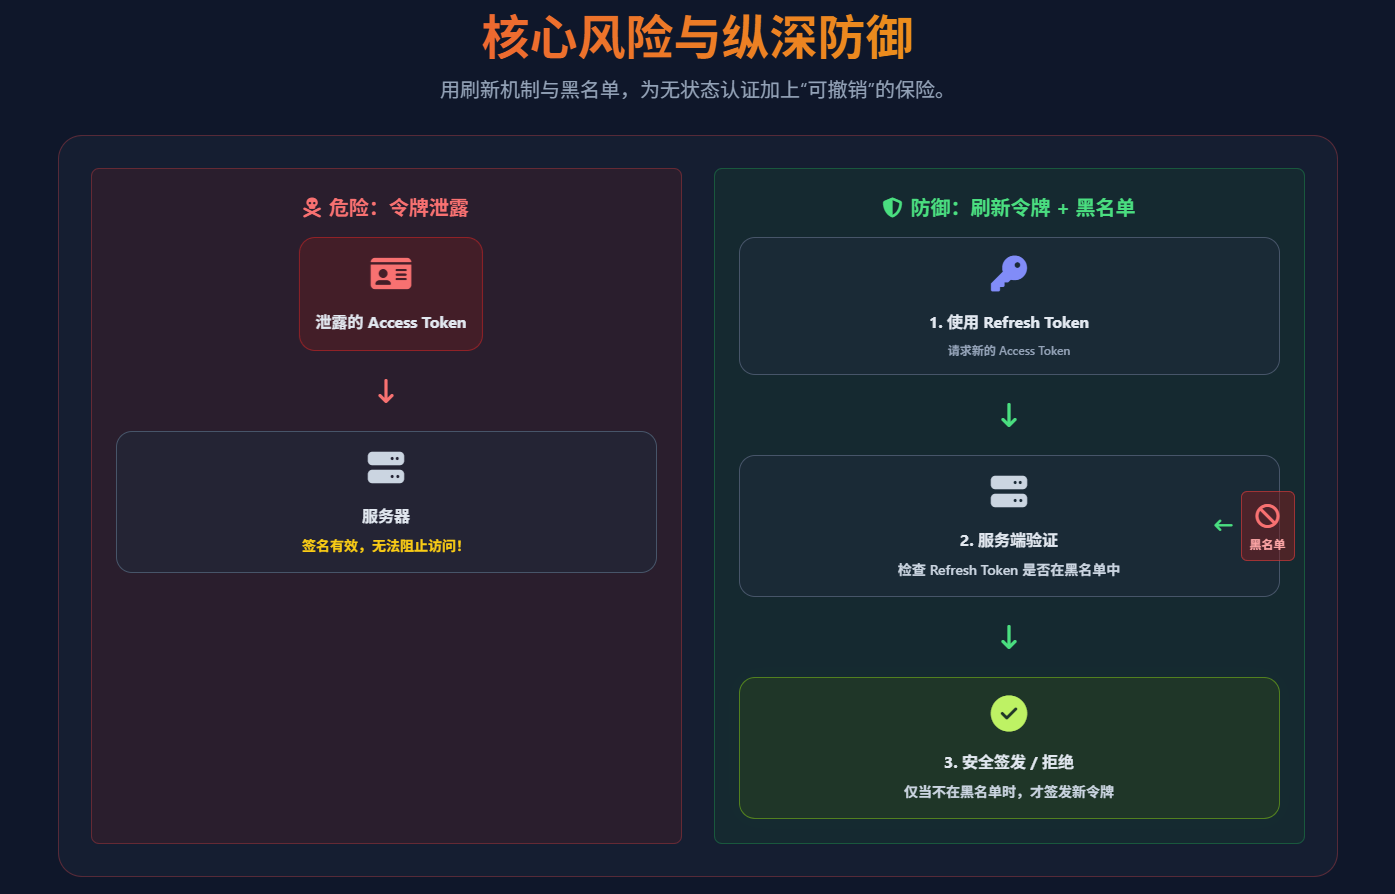 核心风险与纵深防御
用刷新机制与黑名单，为无状态认证加上“可撤销”的保险。
危险：令牌泄露
泄露的 Access Token
服务器
签名有效，无法阻止访问！
防御：刷新令牌 + 黑名单
1. 使用 Refresh Token
请求新的 Access Token
2. 服务端验证
检查 Refresh Token 是否在黑名单中
黑名单
3. 安全签发 / 拒绝
仅当不在黑名单时，才签发新令牌